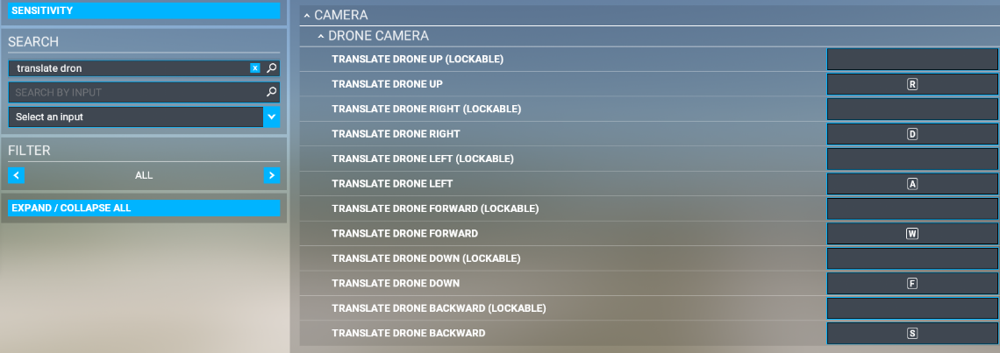 SENSITIVITY
SEARCH
translate dron
x
SEARCH BY INPUT
Select an input
FILTER
ALL
EXPAND / COLLAPSE ALL
CAMERA
DRONE CAMERA
TRANSLATE DRONE UP (LOCKABLE)
TRANSLATE DRONE UP R
TRANSLATE DRONE RIGHT (LOCKABLE)
TRANSLATE DRONE RIGHT D
TRANSLATE DRONE LEFT (LOCKABLE)
TRANSLATE DRONE LEFT A
TRANSLATE DRONE FORWARD (LOCKABLE)
TRANSLATE DRONE FORWARD W
TRANSLATE DRONE DOWN (LOCKABLE)
TRANSLATE DRONE DOWN F
TRANSLATE DRONE BACKWARD (LOCKABLE)
TRANSLATE DRONE BACKWARD S